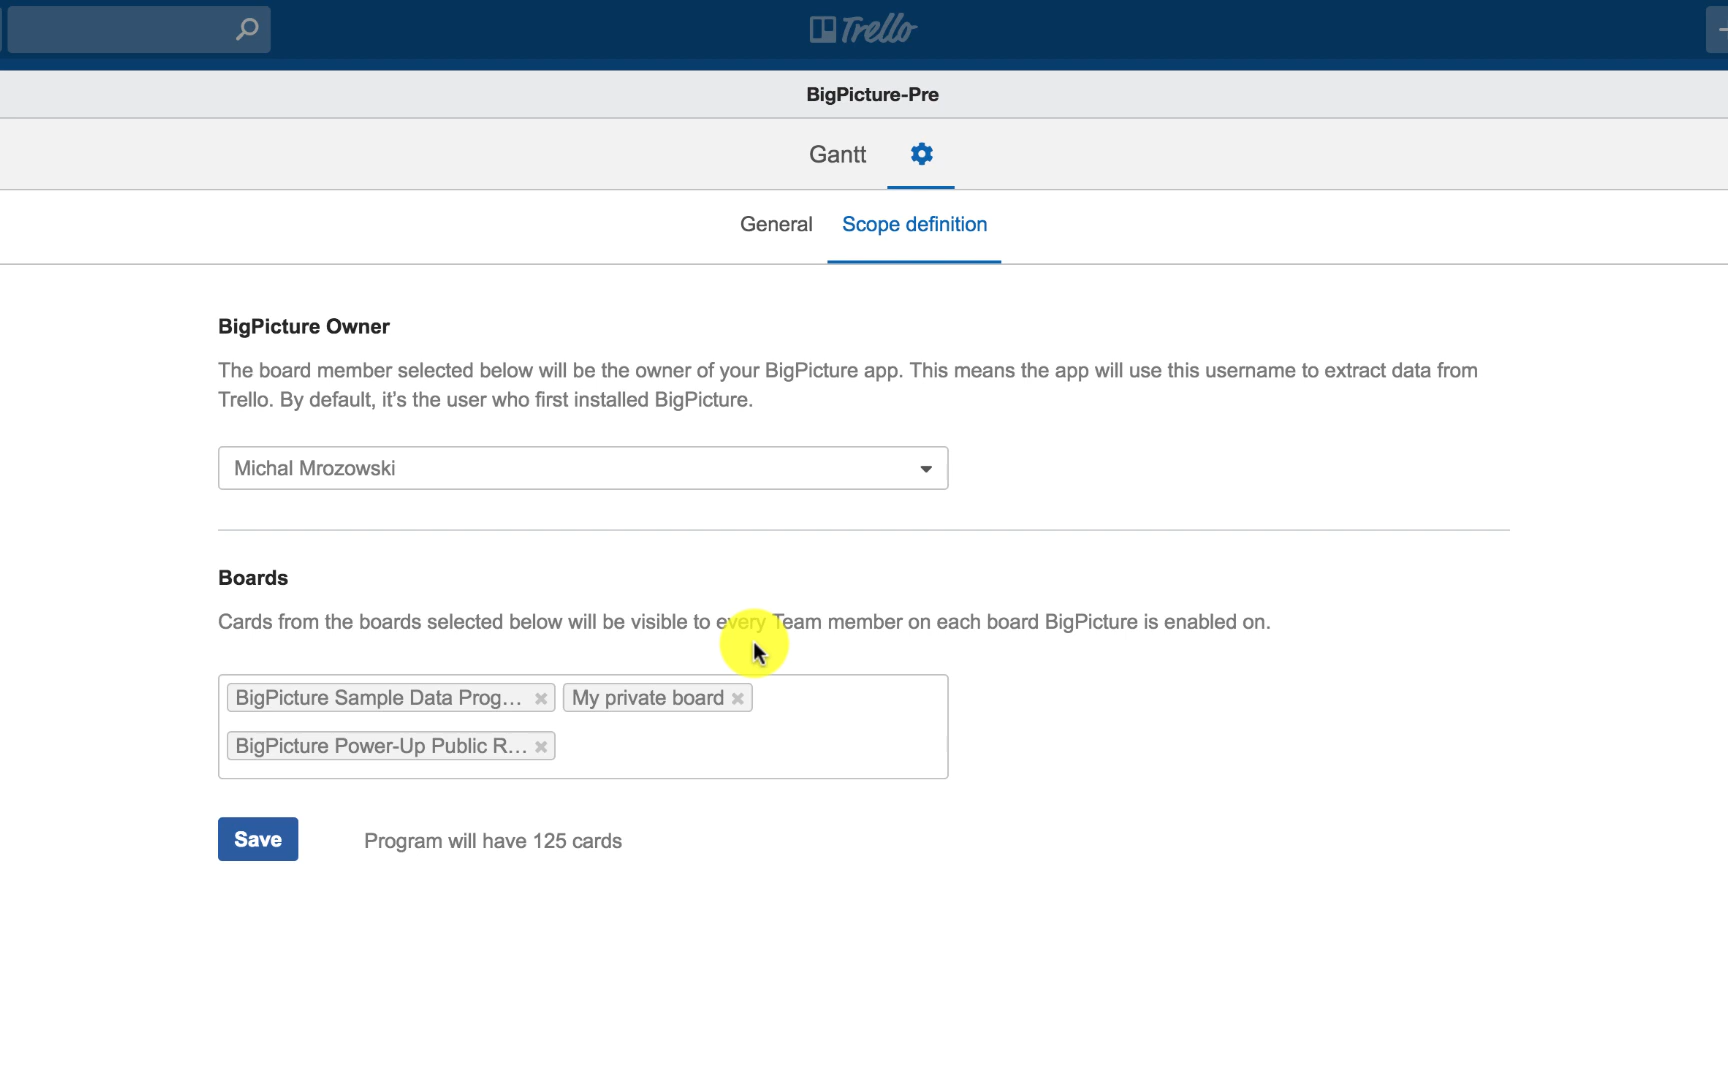 Trello
BigPicture-Pre
Gantt
General Scope definition
BigPicture Owner
The board member selected below will be the owner of your BigPicture app. This means the app will use this username to extract data from
Trello. By default, it's the user who first installed BigPicture.
Michal Mrozowski
Boards
Cards from the boards selected below will be visible to every Team member on each board BigPicture is enabled on.
BigPicture Sample Data Prog... My private board
BigPicture Power-Up Public R...
Save Program will have 125 cards